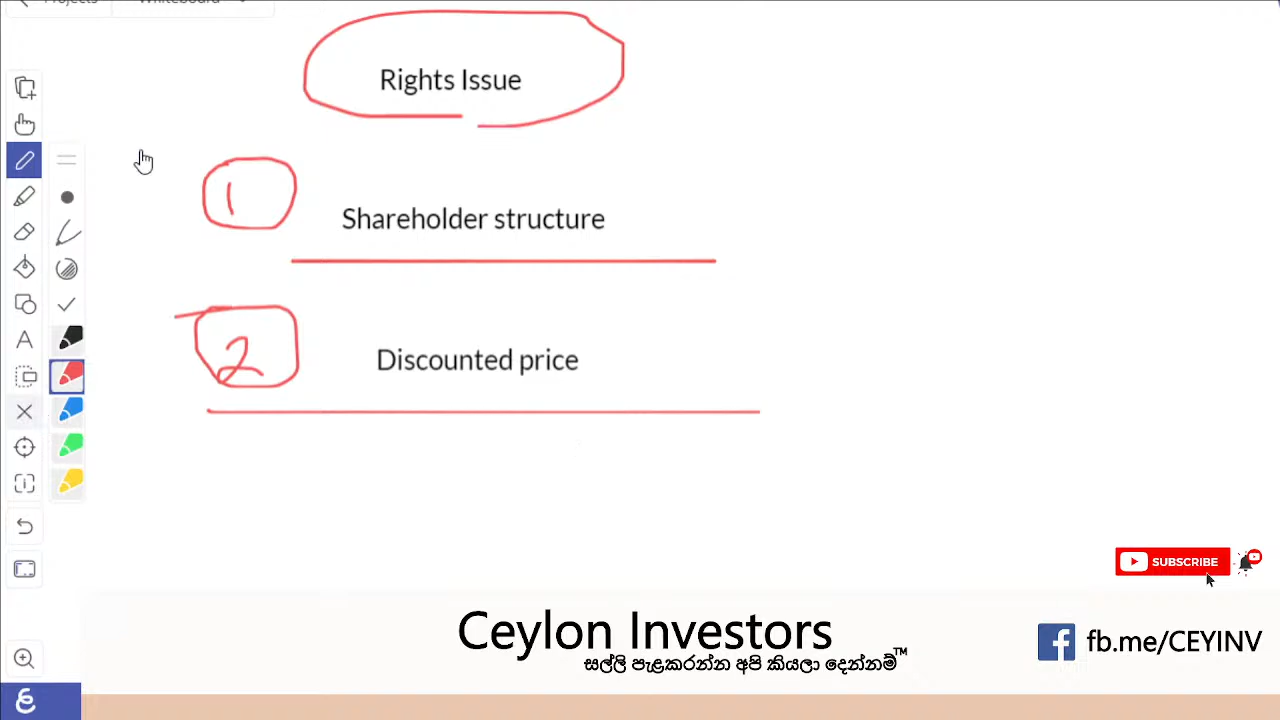 Rights Issue
1
Shareholder structure
2
Discounted price
SUBSCRIBE
Ceylon Investors
සල්ලි පැළකරන්න අපි කියලා දෙන්නම් ™
fb.me/CEYINV